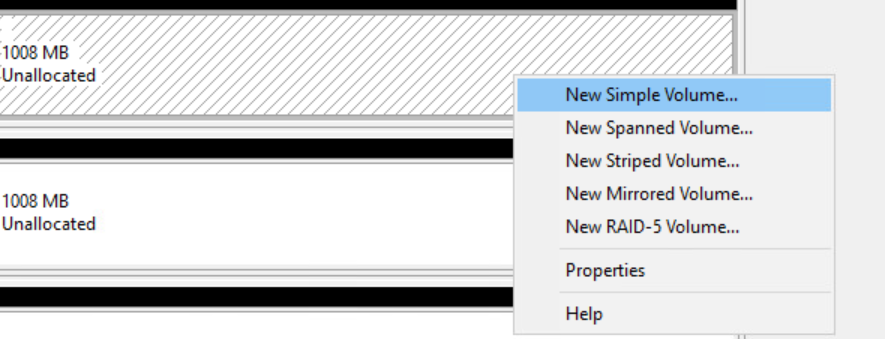 1008 MB
Unallocated
New Simple Volume...
New Spanned Volume...
New Striped Volume...
New Mirrored Volume...
New RAID-5 Volume...
Properties
Help
1008 MB
Unallocated